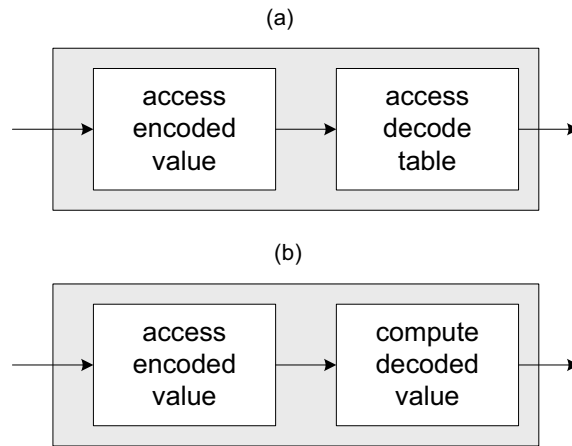 (a)
access
encoded
value
access
decode
table
(b)
access
encoded
value
compute
decoded
value